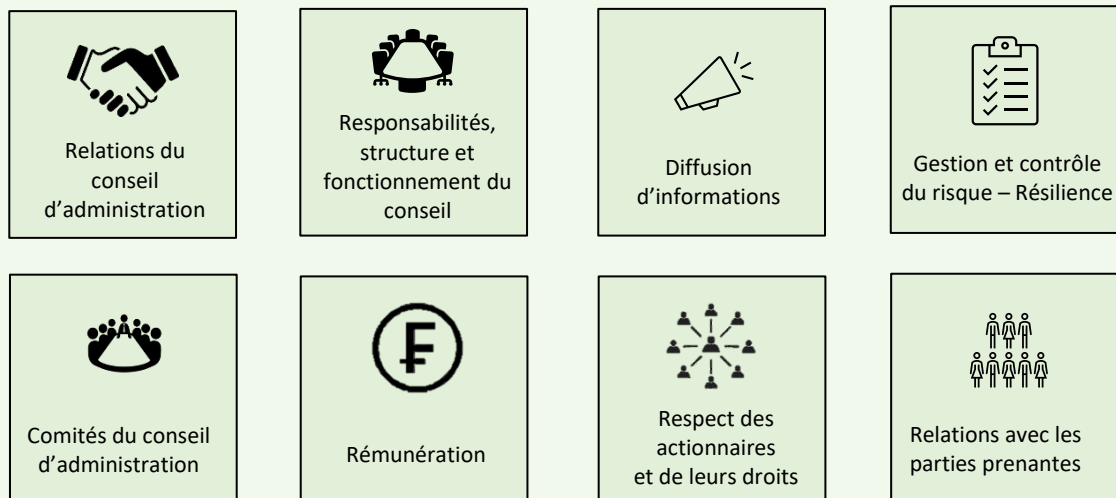 Relations du
conseil
d’administration
Responsabilités,
structure et
fonctionnement du
conseil
Diffusion
d’informations
Gestion et contrôle
du risque – Résilience
Comités du conseil
d’administration
Rémunération
Respect des
actionnaires
et de leurs droits
Relations avec les
parties prenantes